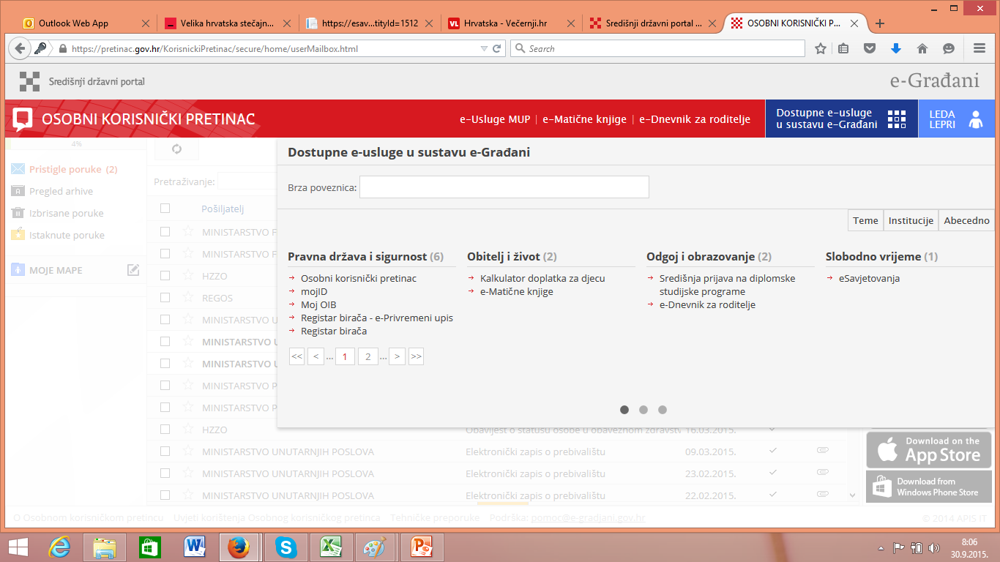 Outlook Web App
Velika hrvatska stečajn...
https://esav...tityId=1512
Hrvatska - Večernji.hr
Središnji državni portal ...
OSOBNI KORISNIČKI P...
https://pretinac.gov.hr/KorisnickiPretinac/secure/home/userMailbox.html
Search
Središnji državni portal
e-Građani
OSOBNI KORISNIČKI PRETINAC
e-Usluge MUP | e-Matične knjige | e-Dnevnik za roditelje
Dostupne e-usluge
u sustavu e-Građani
LEDA
LEPRI
4%
Pristigle poruke (2)
Pregled arhive
Izbrisane poruke
Istaknute poruke
MOJE MAPE
Pretraživanje:
Pošiljatelj
MINISTARSTVO F
MINISTARSTVO F
HZZO
REGOS
MINISTARSTVO U
MINISTARSTVO U
MINISTARSTVO U
MINISTARSTVO P
MINISTARSTVO P
Dostupne e-usluge u sustavu e-Građani
Brza poveznica:
Teme
Institucije
Abecedno
Pravna država i sigurnost (6)
Osobni korisnički pretinac
mojID
Moj OIB
Registar birača - e-Privremeni upis
Registar birača
<< < ... 1 2 ... > >>
Obitelj i život (2)
Kalkulator doplatka za djecu
e-Matične knjige
Odgoj i obrazovanje (2)
Središnja prijava na diplomske
studijske programe
e-Dnevnik za roditelje
Slobodno vrijeme (1)
eSavjetovanja
HZZO Obavijest o statusu osobe u obaveznom zdravstv 16.03.2015.
MINISTARSTVO UNUTARNJIH POSLOVA Elektronički zapis o prebivalištu 09.03.2015.
MINISTARSTVO UNUTARNJIH POSLOVA Elektronički zapis o prebivalištu 23.02.2015.
MINISTARSTVO UNUTARNJIH POSLOVA Elektronički zapis o prebivalištu 22.02.2015.
Download on the
App Store
Download from
Windows Phone Store
O Osobnom korisničkom pretincu Uvjeti korištenja Osobnog korisničkog pretinca Tehničke preporuke Podrška: pomoc@e-gradjani.gov.hr
© 2014 APIS IT
8:06
30.9.2015.